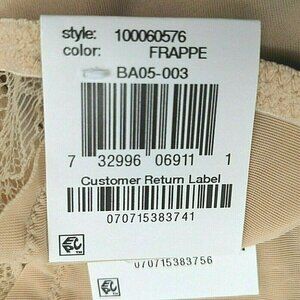 style: 100060576
color: FRAPPE
BA05-003
7 32996 06911 1
Customer Return Label
070715383741
070715383756